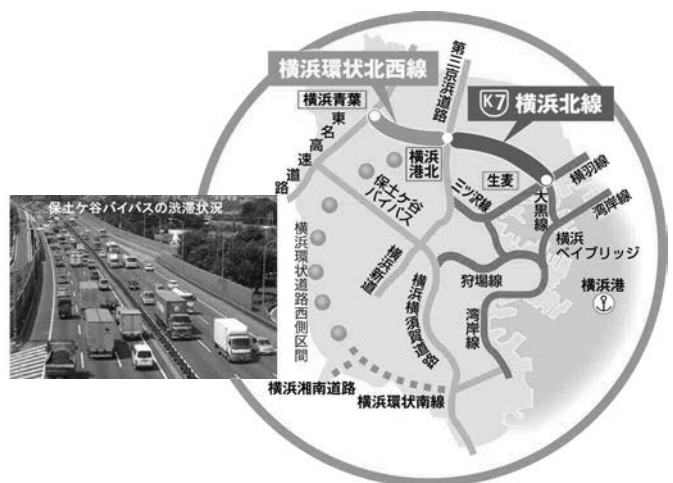 横浜環状北西線
第三京浜道路
K7 横浜北線
横浜青葉
東名高速道路
横浜港北
生麦
横羽線
三ツ沢線
大黒線
湾岸線
保土ケ谷バイパスの渋滞状況
保土ケ谷
バイパス
横浜新道
横浜
ベイブリッジ
狩場線
横浜港
横浜環状道路西側区間
横浜横須賀道路
湾岸線
横浜湘南道路
横浜環状南線